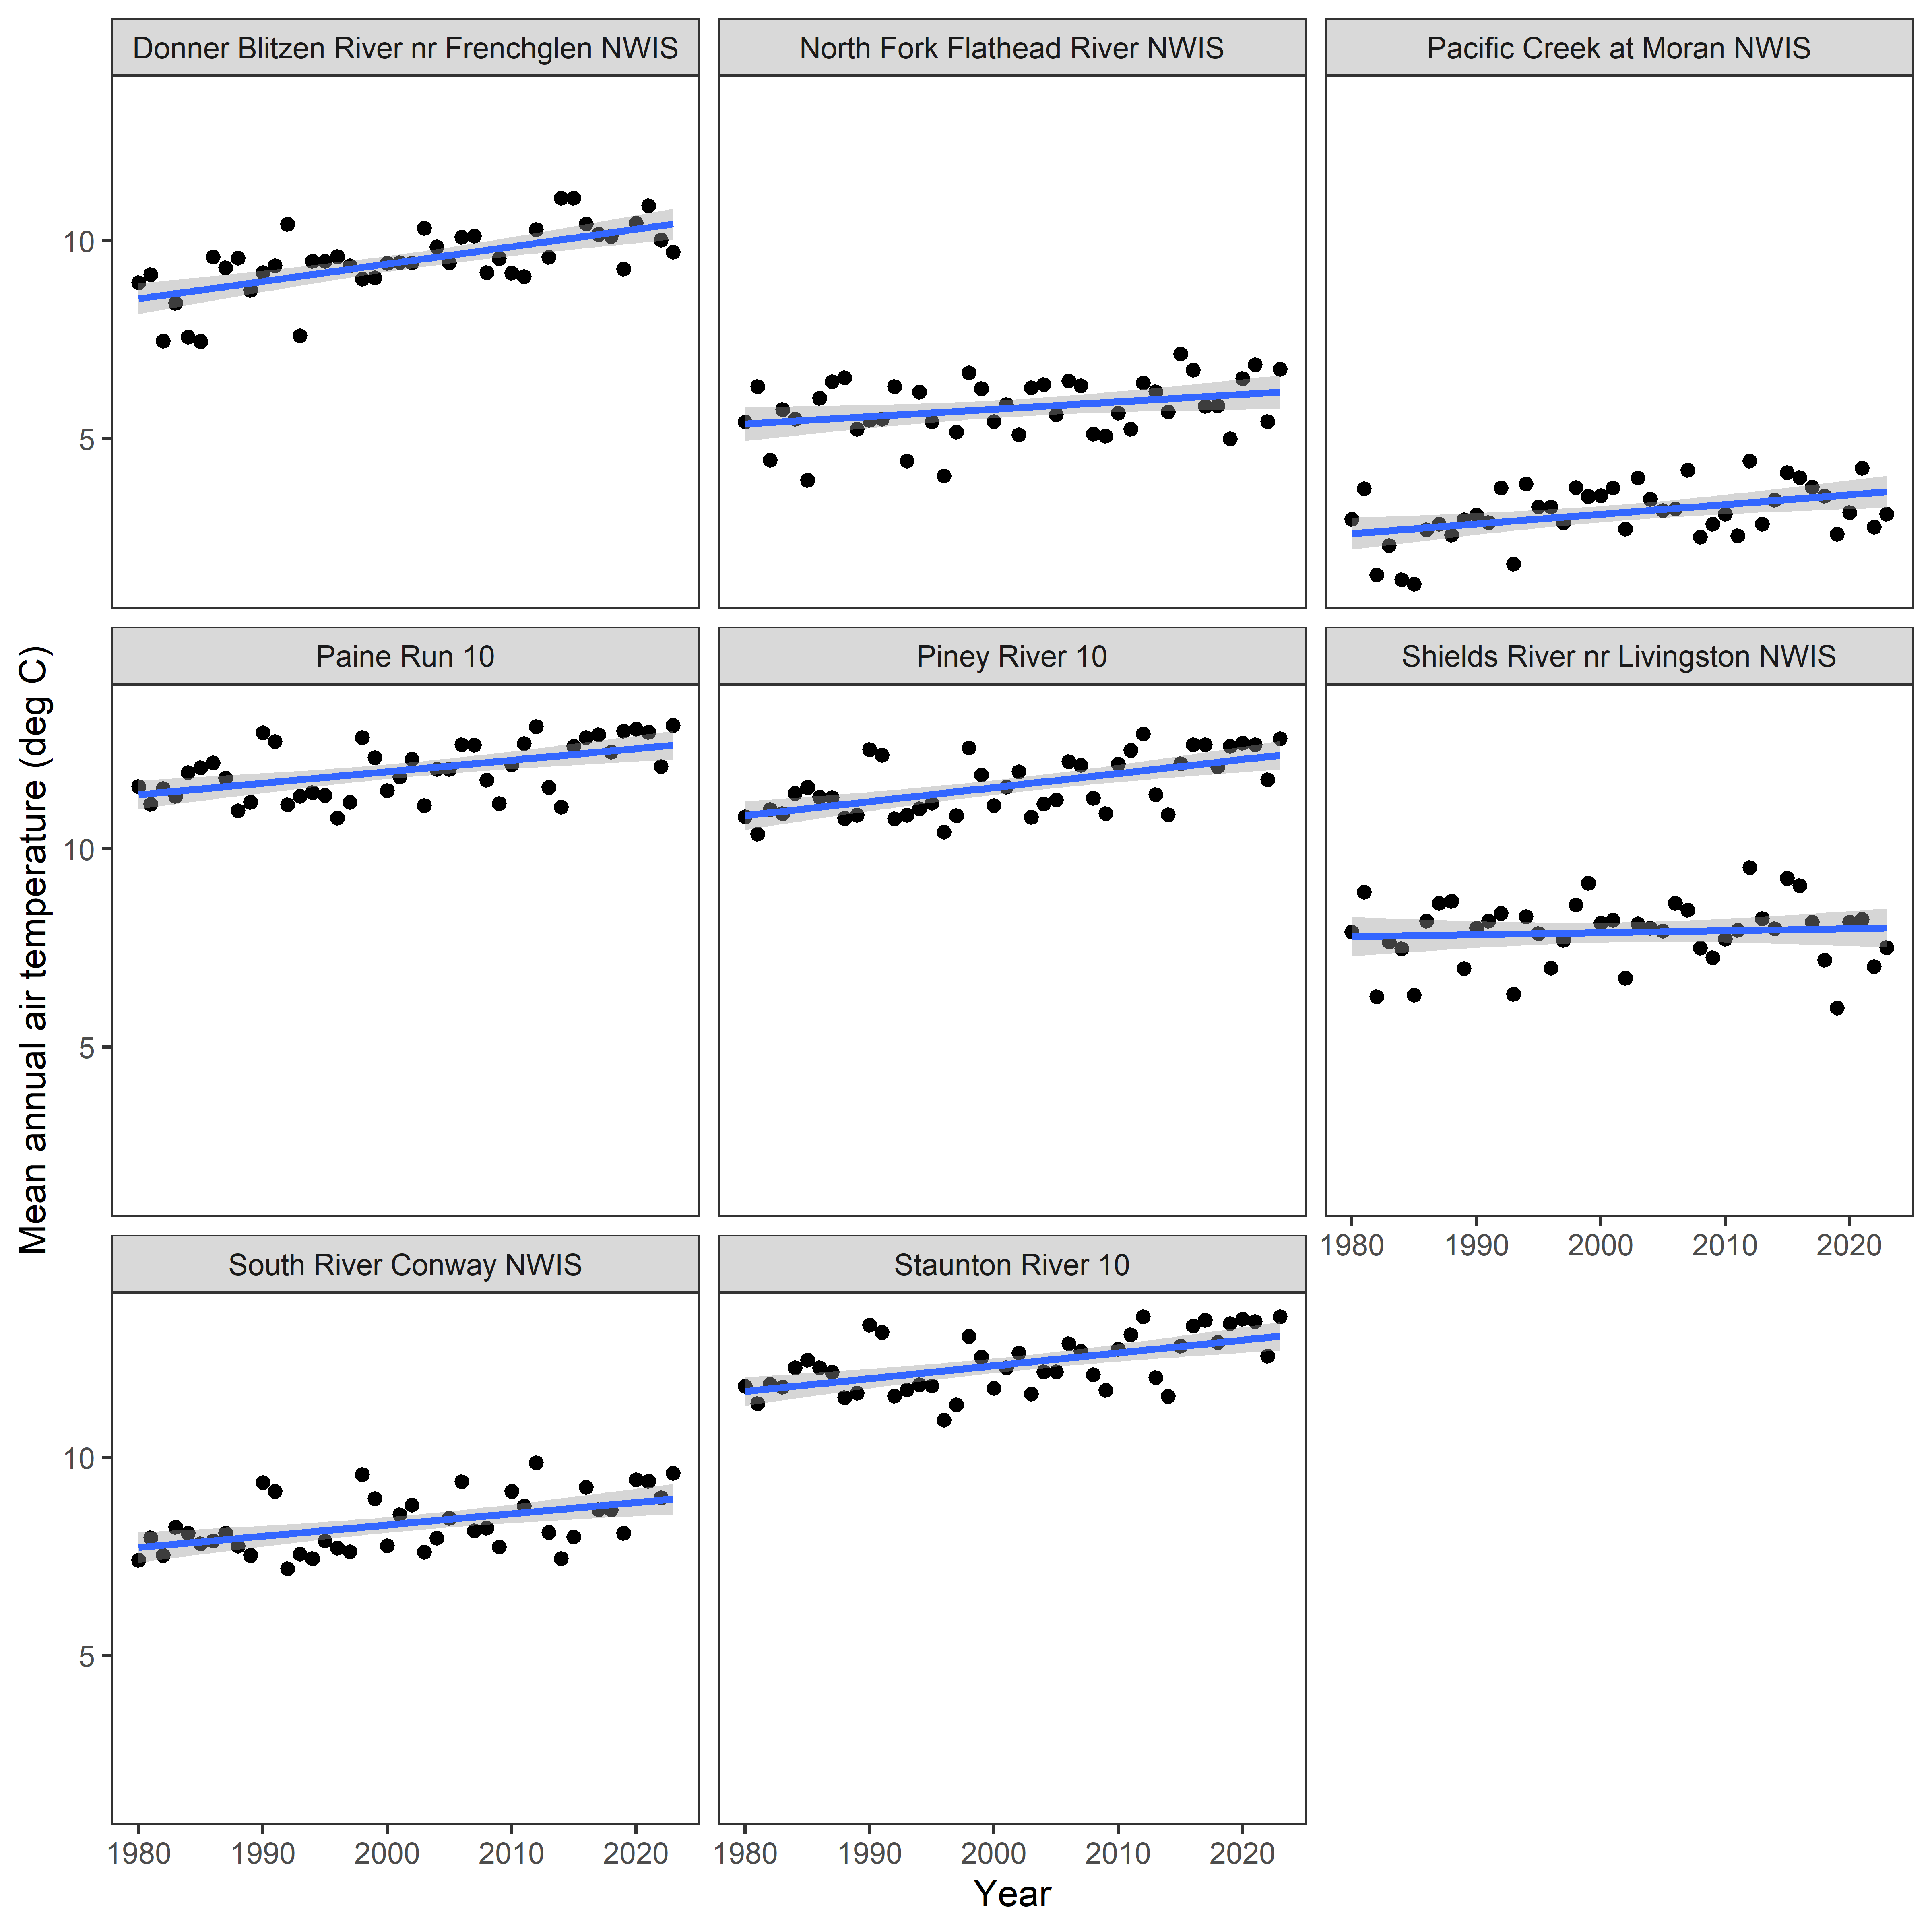 Donner Blitzen River nr Frenchglen NWIS
North Fork Flathead River NWIS
Pacific Creek at Moran NWIS
10
5
Paine Run 10
Piney River 10
Shields River nr Livingston NWIS
10
5
1980 1990 2000 2010 2020
South River Conway NWIS
Staunton River 10
10
5
1980 1990 2000 2010 2020
1980 1990 2000 2010 2020
Year
Mean annual air temperature (deg C)